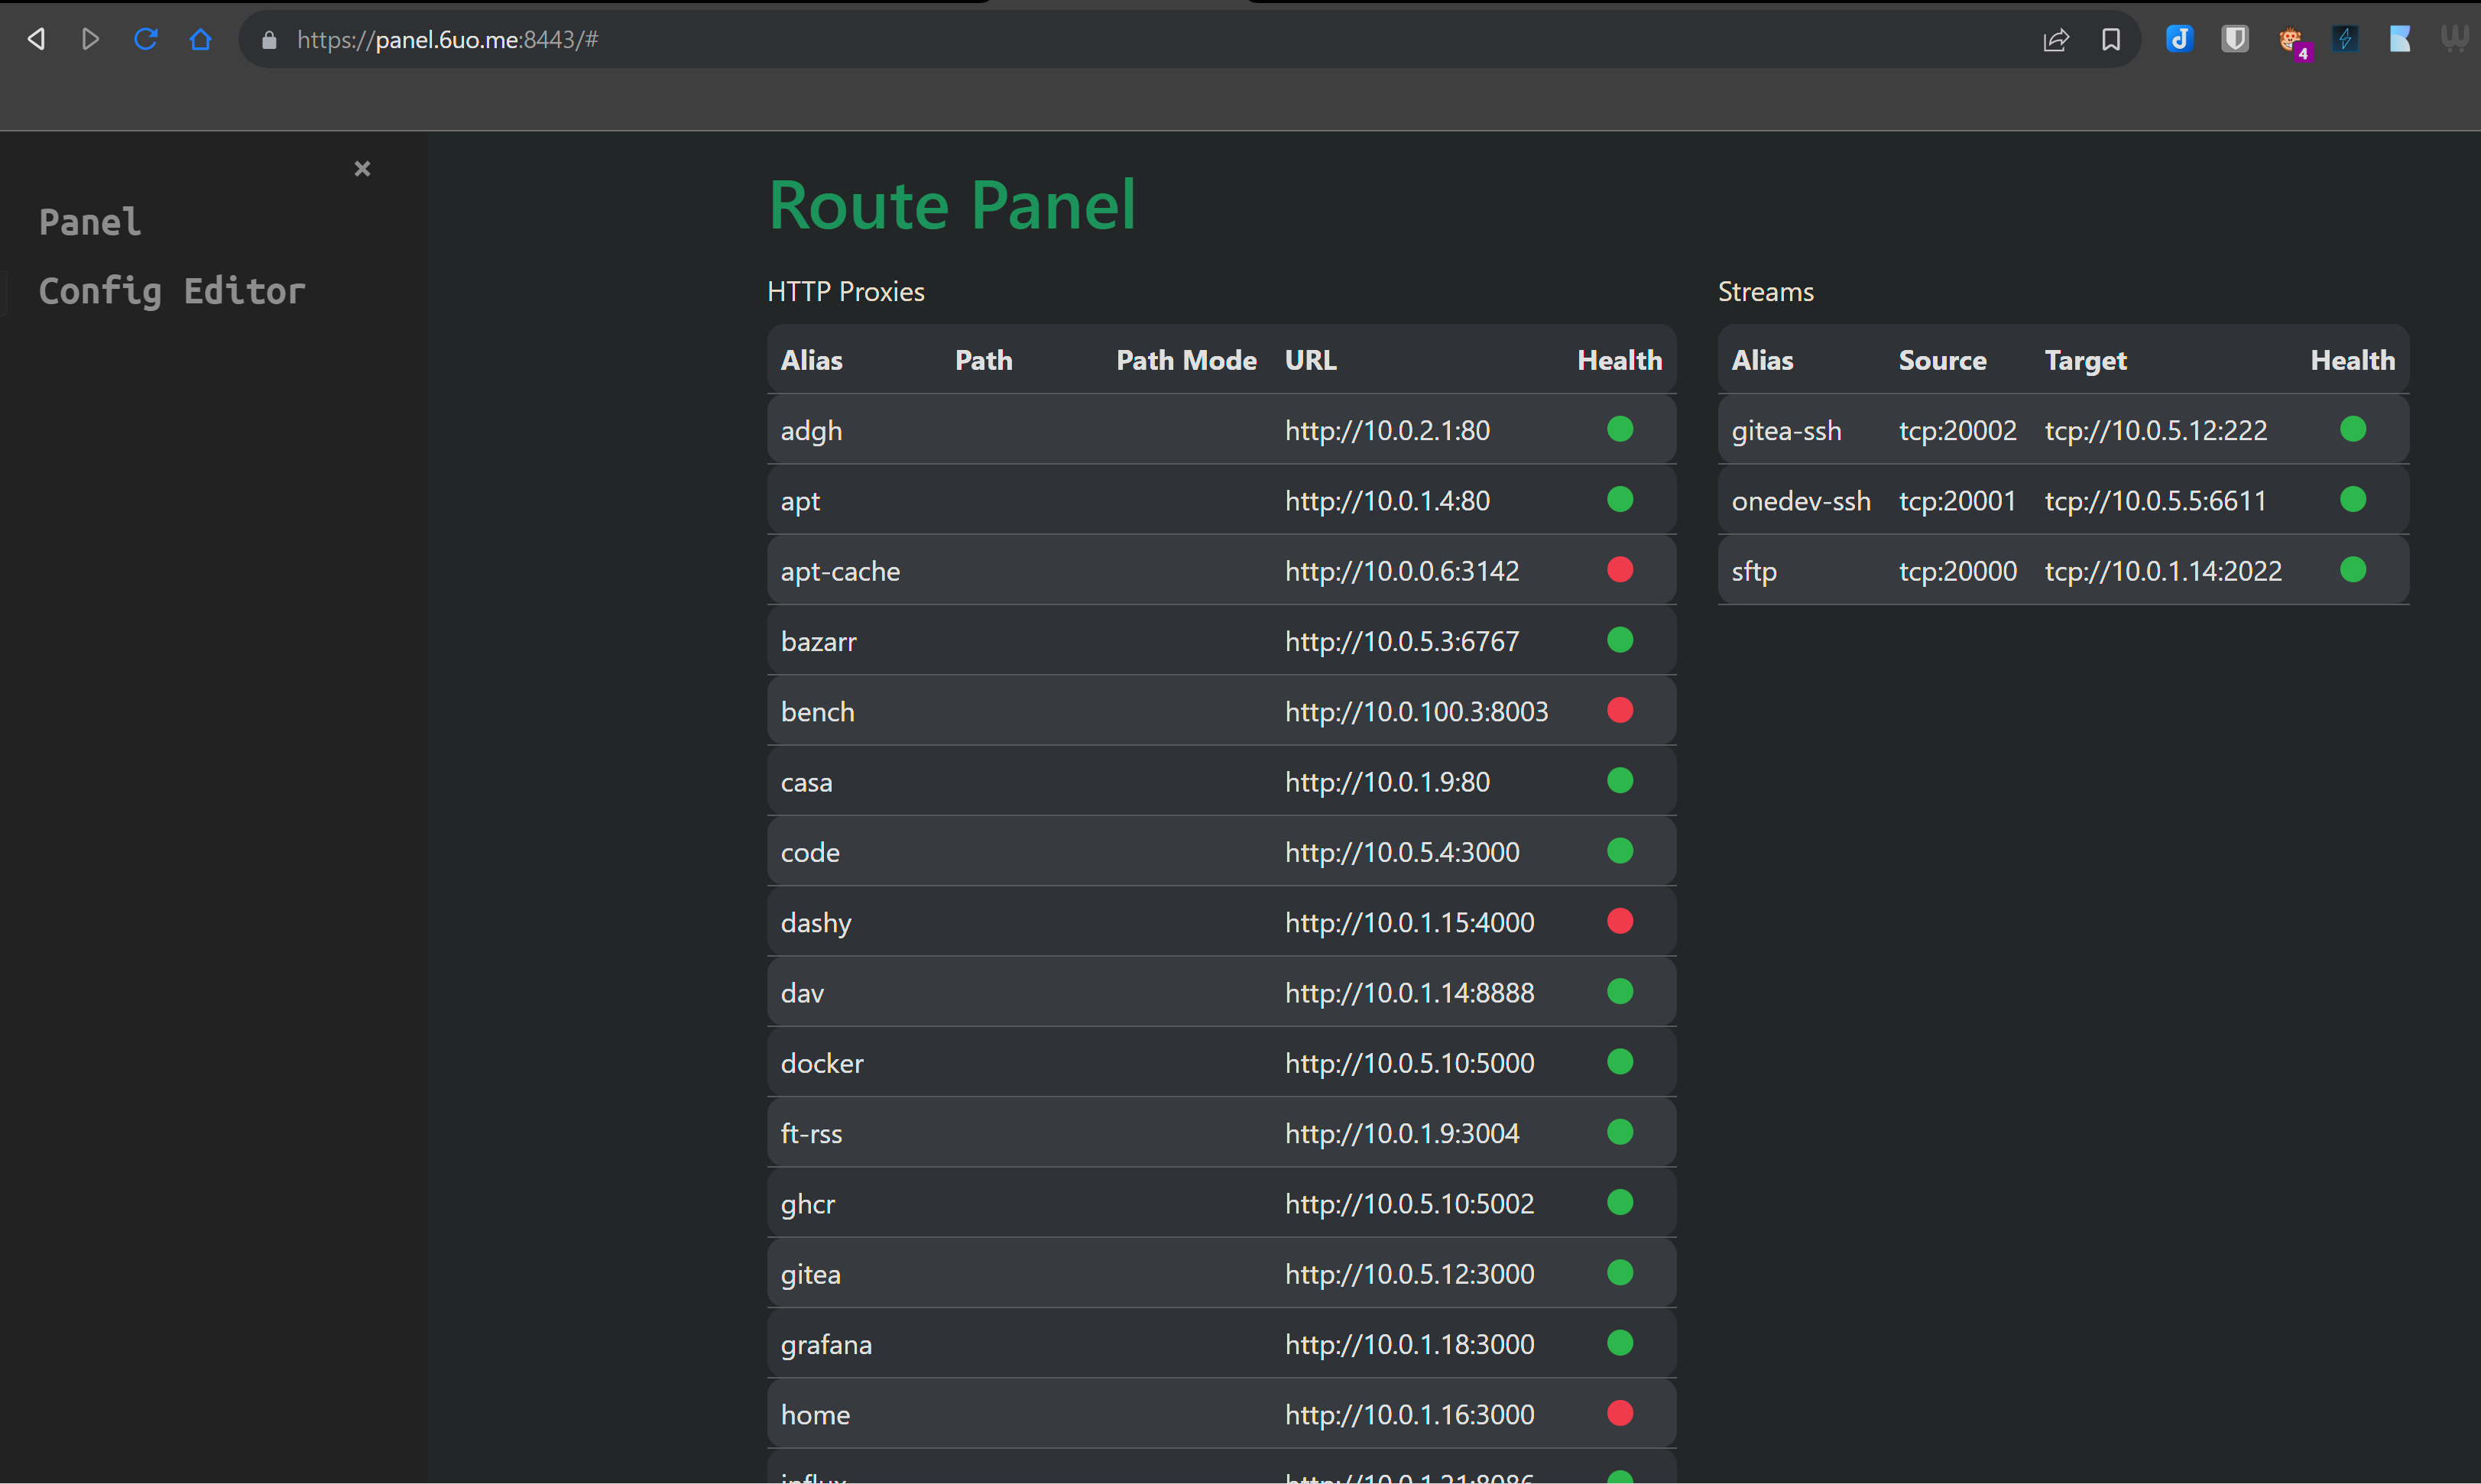 https://panel.6uo.me:8443/#
4
×
Panel
Config Editor
Route Panel
HTTP Proxies
Alias Path Path Mode URL Health
adgh http://10.0.2.1:80
apt http://10.0.1.4:80
apt-cache http://10.0.0.6:3142
bazarr http://10.0.5.3:6767
bench http://10.0.100.3:8003
casa http://10.0.1.9:80
code http://10.0.5.4:3000
dashy http://10.0.1.15:4000
dav http://10.0.1.14:8888
docker http://10.0.5.10:5000
ft-rss http://10.0.1.9:3004
ghcr http://10.0.5.10:5002
gitea http://10.0.5.12:3000
grafana http://10.0.1.18:3000
home http://10.0.1.16:3000
influx http://10.0.1.21:8086
Streams
Alias Source Target Health
gitea-ssh tcp:20002 tcp://10.0.5.12:222
onedev-ssh tcp:20001 tcp://10.0.5.5:6611
sftp tcp:20000 tcp://10.0.1.14:2022